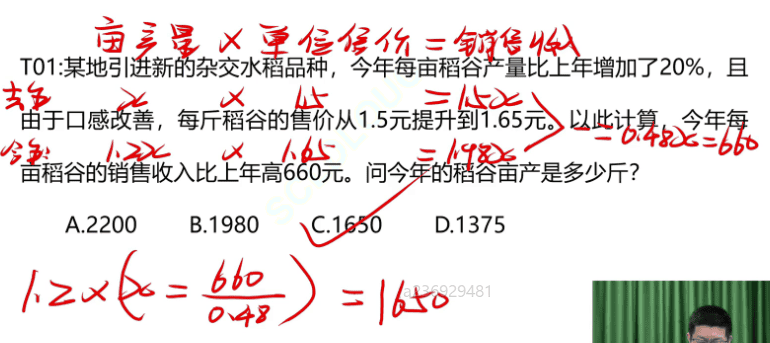 亩产量 × 单位售价 = 销售收入
T01:某地引进新的杂交水稻品种，今年每亩稻谷产量比上年增加了20%，且
去年 x × 1.5 = 1.5x
由于口感改善，每斤稻谷的售价从1.5元提升到1.65元。以此计算，今年每
今年: 1.2x × 1.65 = 1.98x
- = 0.48x = 660
亩稻谷的销售收入比上年高660元。问今年的稻谷亩产是多少斤?
A.2200 B.1980 C.1650 D.1375
1.2 × (x = 660/0.48) = 1650
a236929481